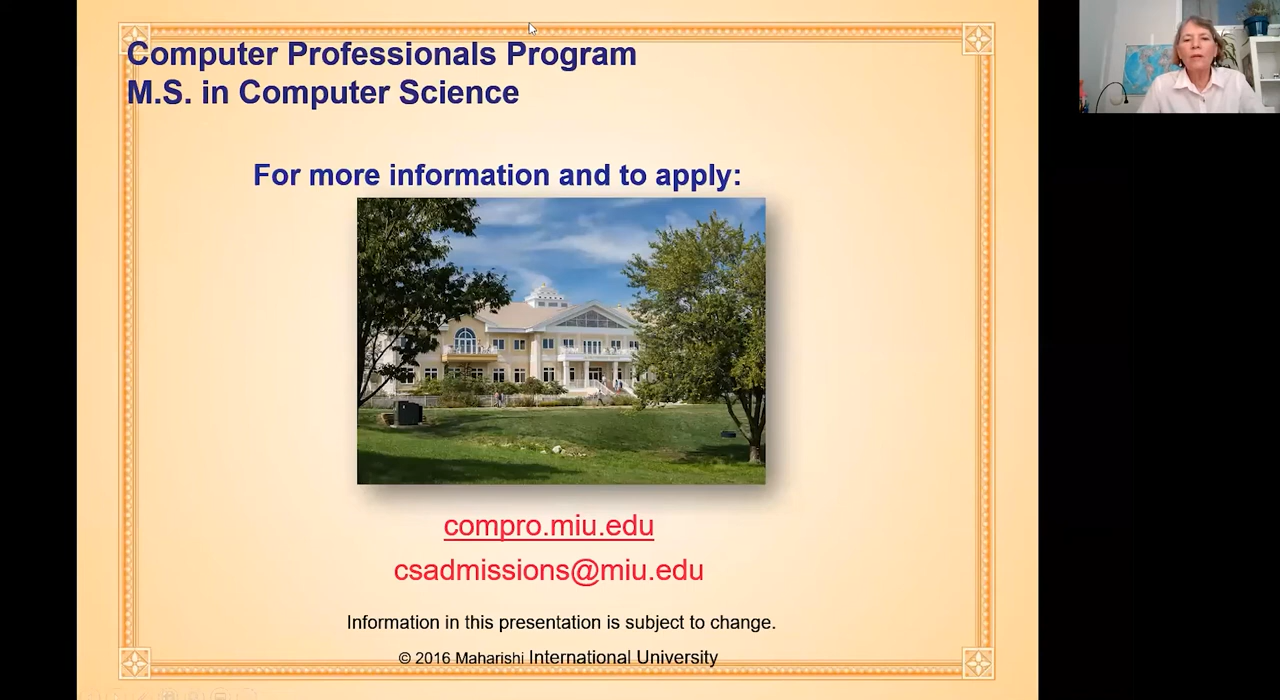 Computer Professionals Program
M.S. in Computer Science
For more information and to apply:
compro.miu.edu
csadmissions@miu.edu
Information in this presentation is subject to change.
© 2016 Maharishi International University